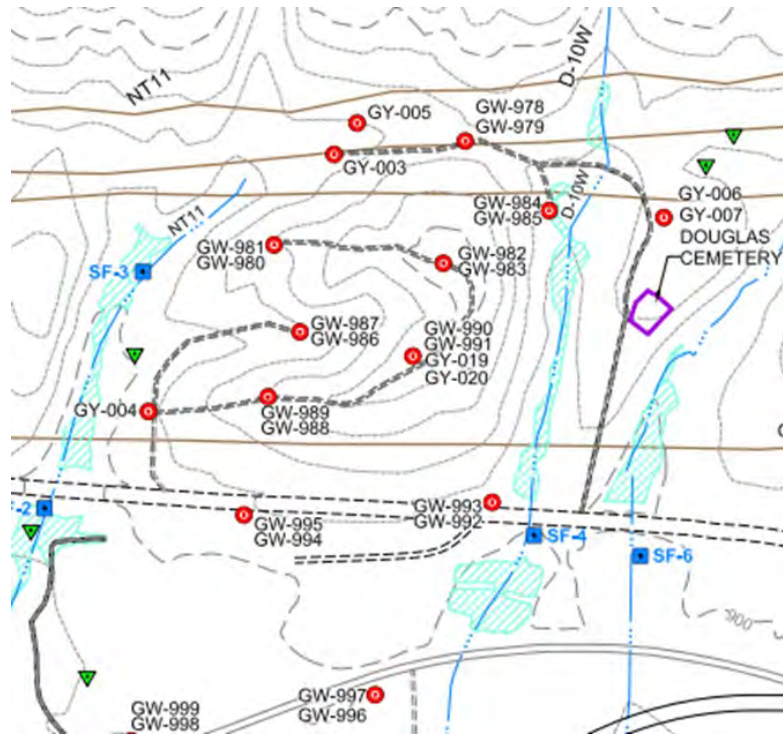 NT11
D-10W
GY-005
GW-978
GW-979
GY-003
GW-984
GW-985
D-10W
GY-006
GY-007
DOUGLAS
CEMETERY
NT11
GW-981
GW-980
GW-982
GW-983
SF-3
GW-987
GW-986
GW-990
GW-991
GY-019
GY-020
GY-004
GW-989
GW-988
F-2
GW-995
GW-994
GW-993
GW-992
SF-4
SF-6
900
GW-999
GW-998
GW-997
GW-996